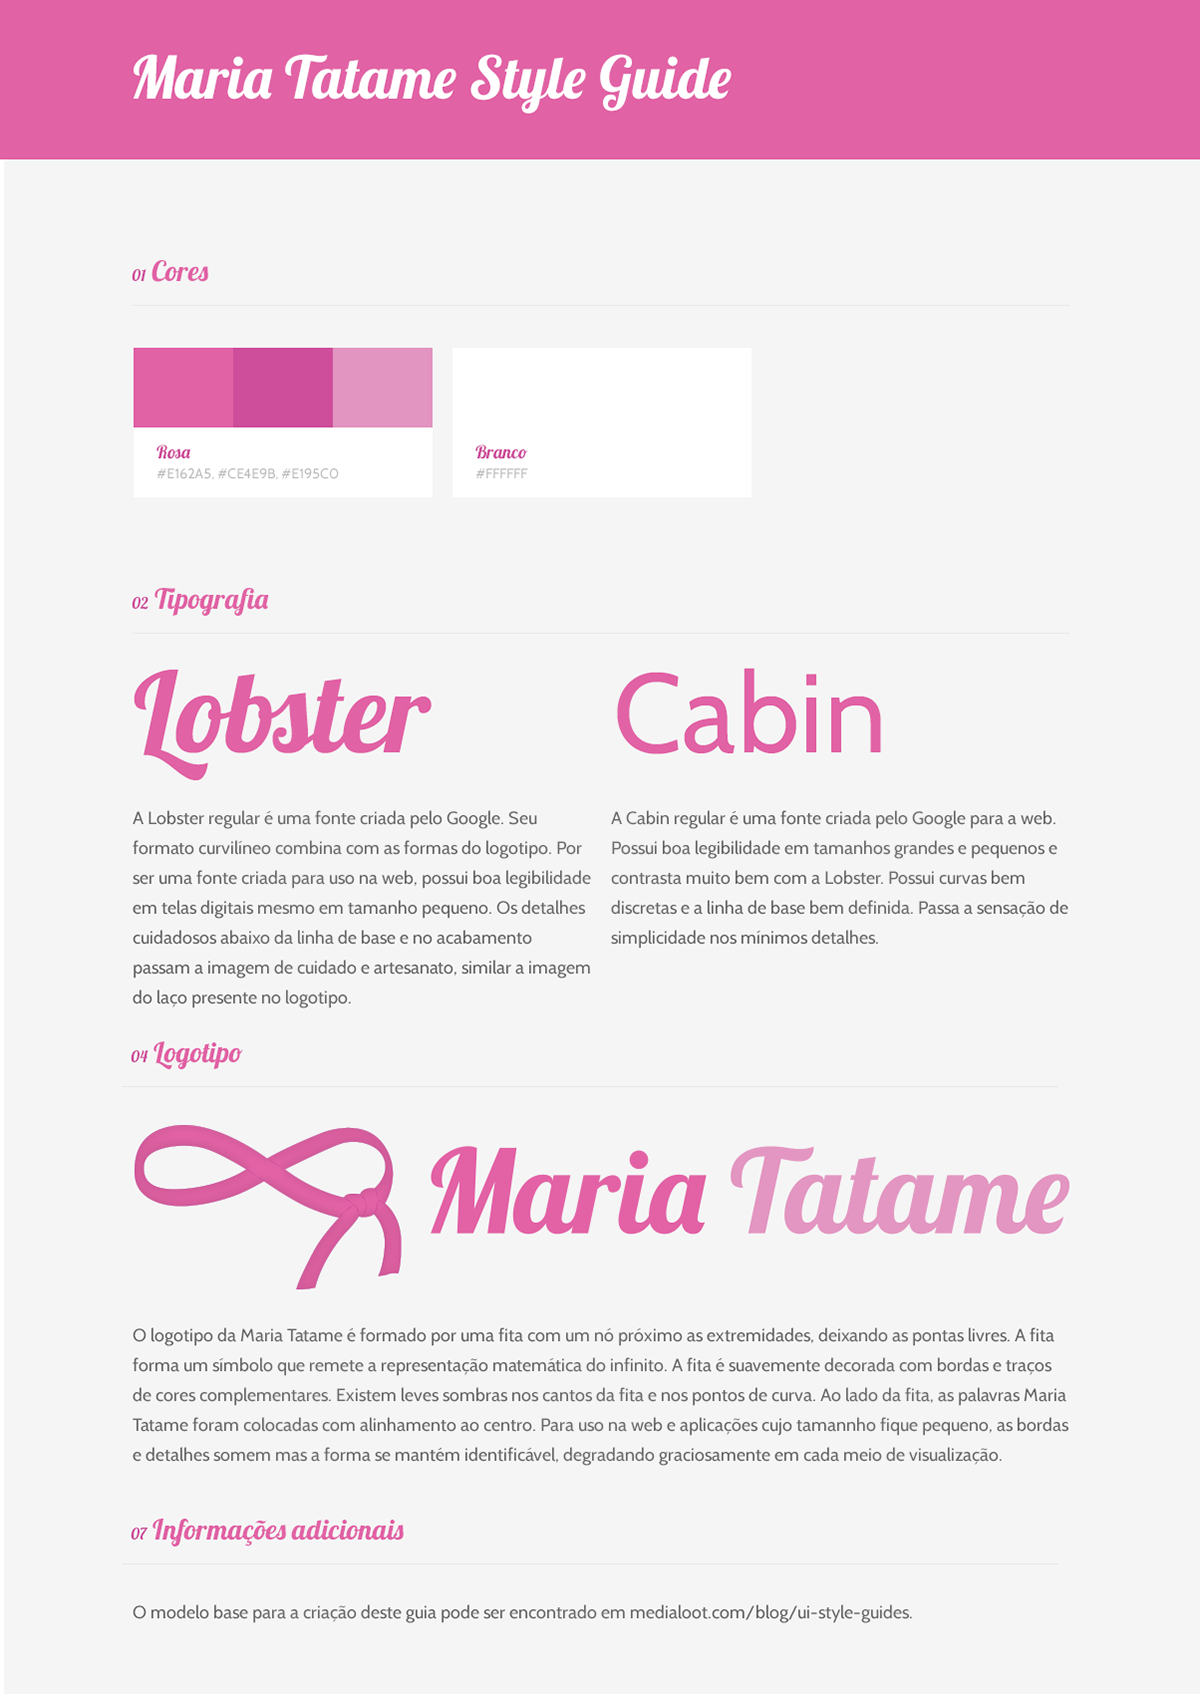 Maria Tatame Style Guide
01 Cores
Rosa
#E162A5, #CE4E9B, #E195C0
Branco
#FFFFFF
02 Tipografia
Lobster
A Lobster regular é uma fonte criada pelo Google. Seu
formato curvilíneo combina com as formas do logotipo. Por
ser uma fonte criada para uso na web, possui boa legibilidade
em telas digitais mesmo em tamanho pequeno. Os detalhes
cuidadosos abaixo da linha de base e no acabamento
passam a imagem de cuidado e artesanato, similar a imagem
do laço presente no logotipo.
Cabin
A Cabin regular é uma fonte criada pelo Google para a web.
Possui boa legibilidade em tamanhos grandes e pequenos e
contrasta muito bem com a Lobster. Possui curvas bem
discretas e a linha de base bem definida. Passa a sensação de
simplicidade nos mínimos detalhes.
04 Logotipo
Maria Tatame
O logotipo da Maria Tatame é formado por uma fita com um nó próximo as extremidades, deixando as pontas livres. A fita
forma um símbolo que remete a representação matemática do infinito. A fita é suavemente decorada com bordas e traços
de cores complementares. Existem leves sombras nos cantos da fita e nos pontos de curva. Ao lado da fita, as palavras Maria
Tatame foram colocadas com alinhamento ao centro. Para uso na web e aplicações cujo tamannho fique pequeno, as bordas
e detalhes somem mas a forma se mantém identificável, degradando graciosamente em cada meio de visualização.
07 Informações adicionais
O modelo base para a criação deste guia pode ser encontrado em medialoot.com/blog/ui-style-guides.